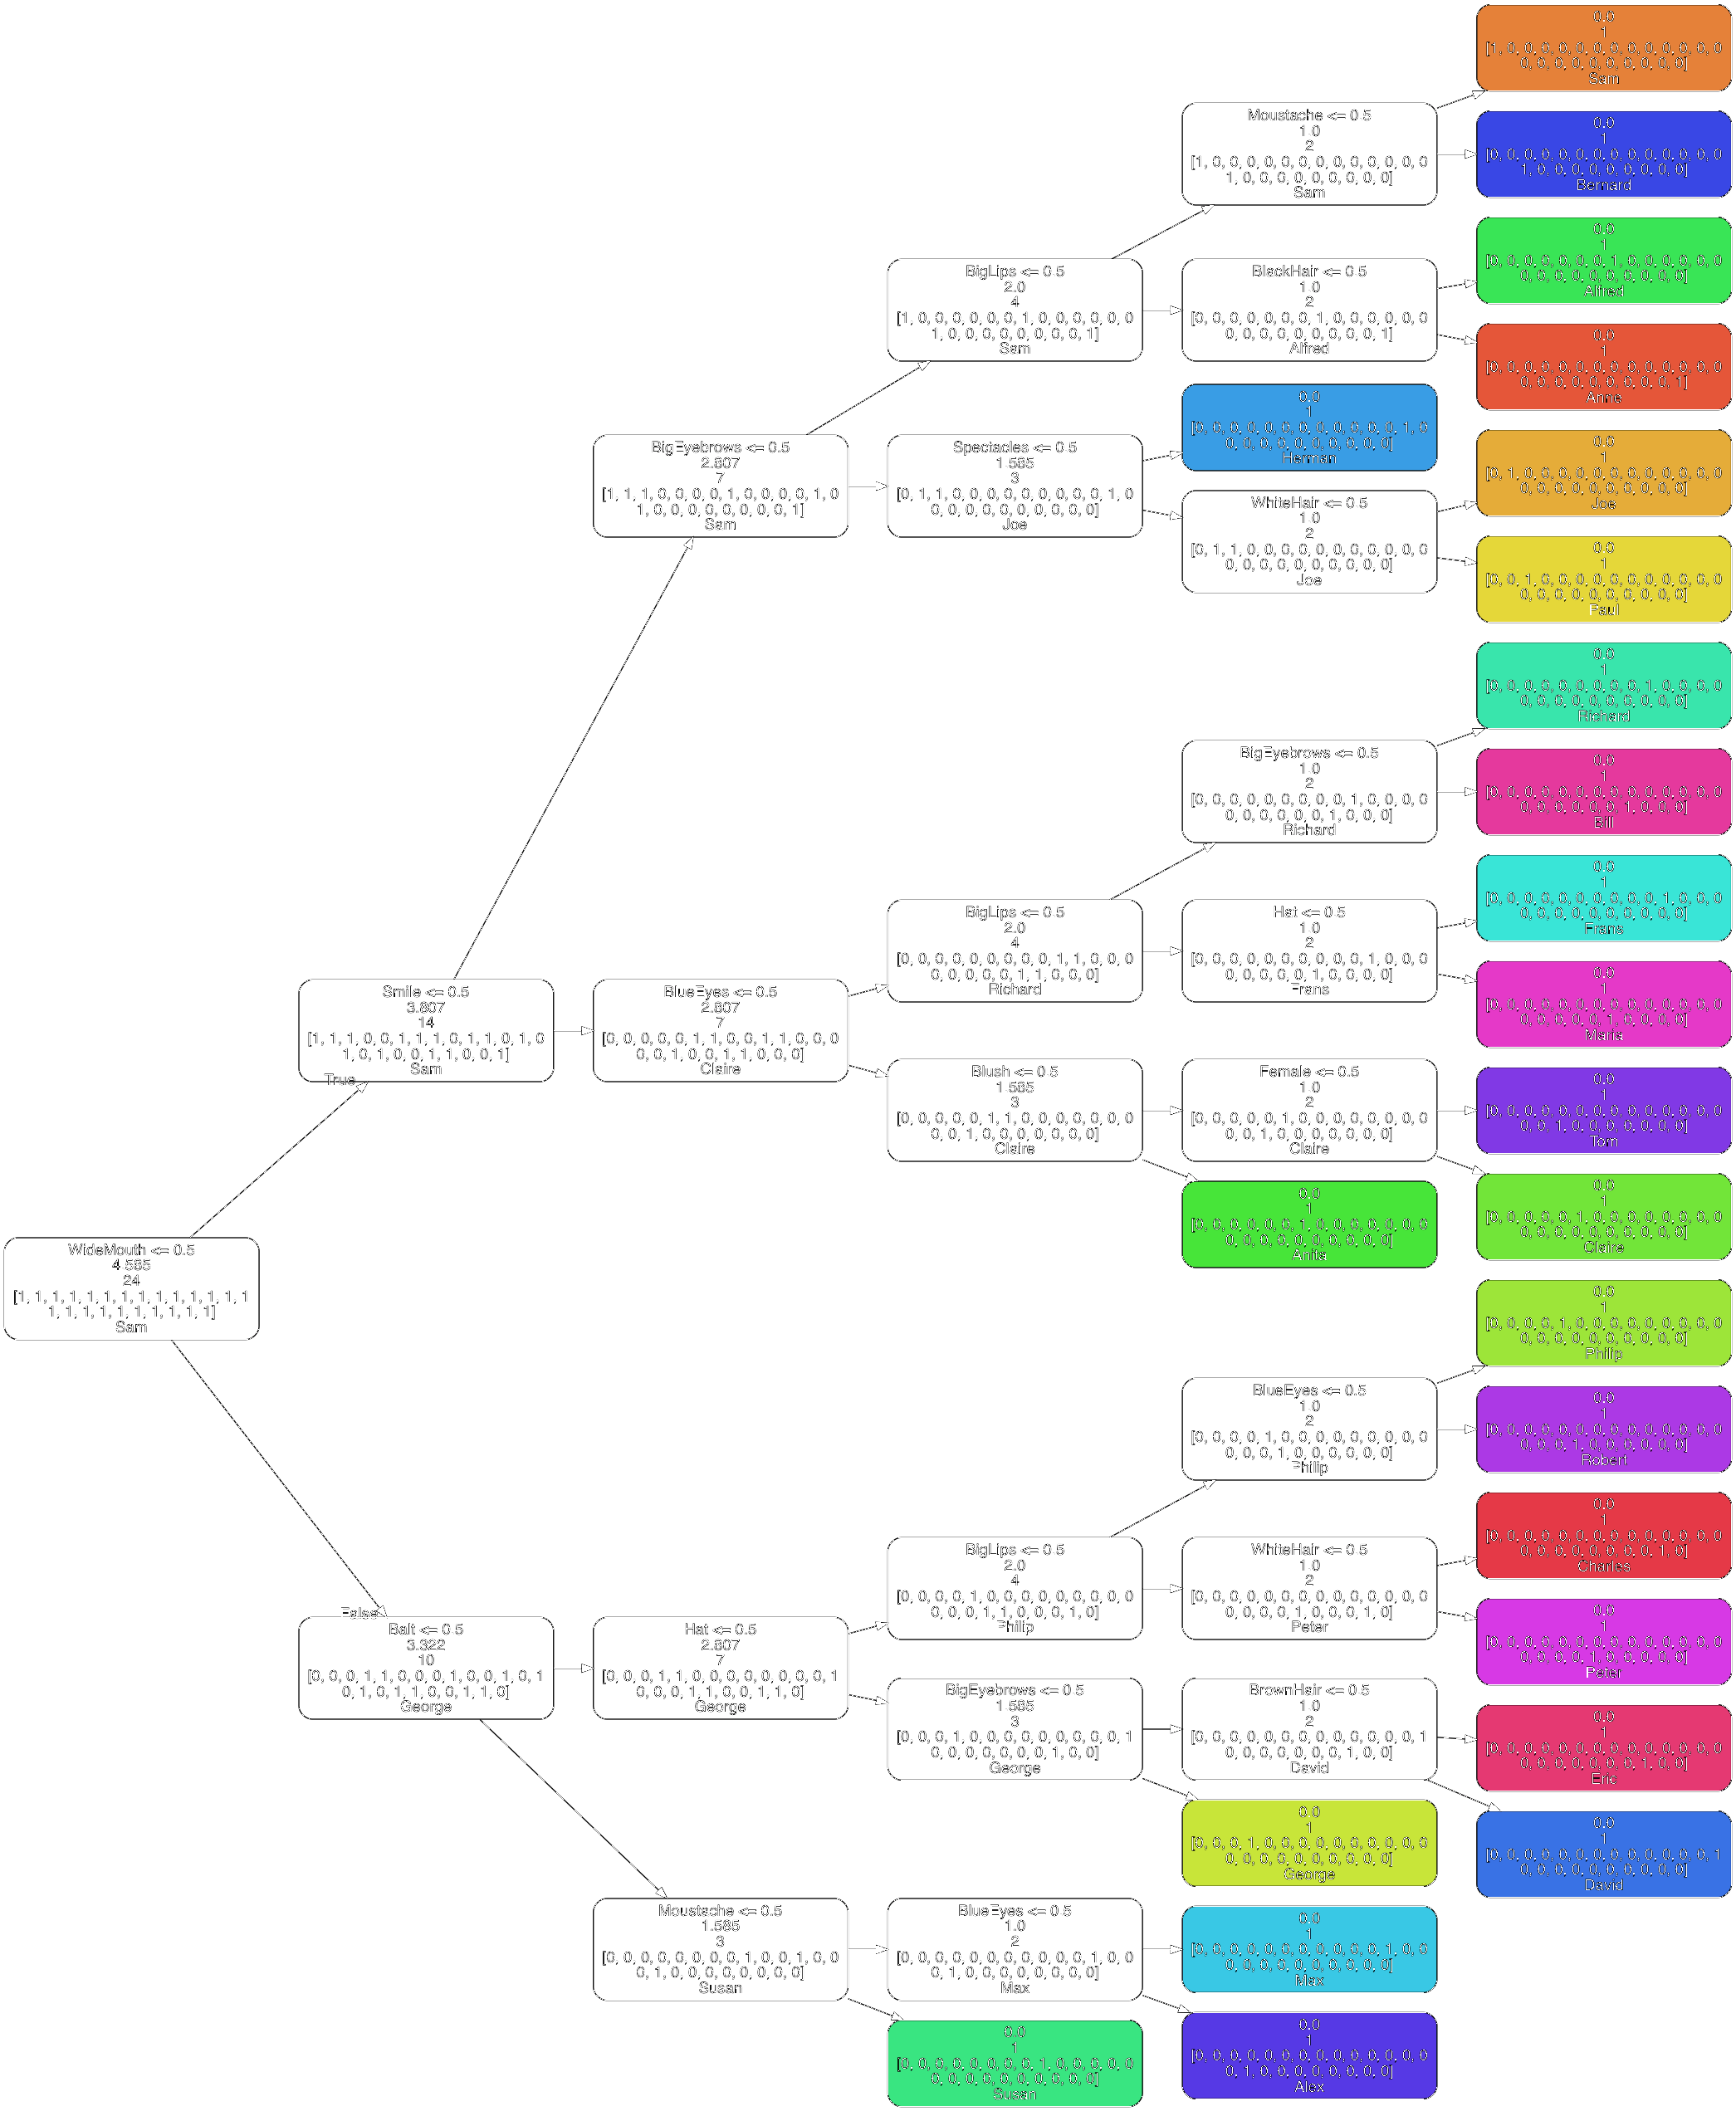 WideMouth <= 0.5
4.585
24
[1, 1, 1, 1, 1, 1, 1, 1, 1, 1, 1, 1, 1, 1
1, 1, 1, 1, 1, 1, 1, 1, 1, 1]
Sam
True
False
Smile <= 0.5
3.807
14
[1, 1, 1, 0, 0, 1, 1, 1, 0, 1, 1, 0, 1, 0
1, 0, 1, 0, 0, 1, 1, 0, 0, 1]
Sam
Bald <= 0.5
3.322
10
[0, 0, 0, 1, 1, 0, 0, 0, 1, 0, 0, 1, 0, 1
0, 1, 0, 1, 1, 0, 0, 1, 1, 0]
George
BigEyebrows <= 0.5
2.807
7
[1, 1, 1, 0, 0, 0, 0, 1, 0, 0, 0, 0, 1, 0
1, 0, 0, 0, 0, 0, 0, 0, 0, 1]
Sam
BlueEyes <= 0.5
2.807
7
[0, 0, 0, 0, 0, 1, 1, 0, 0, 1, 1, 0, 0, 0
0, 0, 1, 0, 0, 1, 1, 0, 0, 0]
Claire
Hat <= 0.5
2.807
7
[0, 0, 0, 1, 1, 0, 0, 0, 0, 0, 0, 0, 0, 1
0, 0, 0, 1, 1, 0, 0, 1, 1, 0]
George
Moustache <= 0.5
1.585
3
[0, 0, 0, 0, 0, 0, 0, 0, 1, 0, 0, 1, 0, 0
0, 1, 0, 0, 0, 0, 0, 0, 0, 0]
Susan
BigLips <= 0.5
2.0
4
[1, 0, 0, 0, 0, 0, 0, 1, 0, 0, 0, 0, 0, 0
1, 0, 0, 0, 0, 0, 0, 0, 0, 1]
Sam
Spectacles <= 0.5
1.585
3
[0, 1, 1, 0, 0, 0, 0, 0, 0, 0, 0, 0, 1, 0
0, 0, 0, 0, 0, 0, 0, 0, 0, 0]
Joe
BigLips <= 0.5
2.0
4
[0, 0, 0, 0, 0, 0, 0, 0, 0, 1, 1, 0, 0, 0
0, 0, 0, 0, 0, 1, 1, 0, 0, 0]
Richard
Blush <= 0.5
1.585
3
[0, 0, 0, 0, 0, 1, 1, 0, 0, 0, 0, 0, 0, 0
0, 0, 1, 0, 0, 0, 0, 0, 0, 0]
Claire
BigLips <= 0.5
2.0
4
[0, 0, 0, 0, 1, 0, 0, 0, 0, 0, 0, 0, 0, 0
0, 0, 0, 1, 1, 0, 0, 0, 1, 0]
Philip
BigEyebrows <= 0.5
1.585
3
[0, 0, 0, 1, 0, 0, 0, 0, 0, 0, 0, 0, 0, 1
0, 0, 0, 0, 0, 0, 0, 1, 0, 0]
George
BlueEyes <= 0.5
1.0
2
[0, 0, 0, 0, 0, 0, 0, 0, 0, 0, 0, 1, 0, 0
0, 1, 0, 0, 0, 0, 0, 0, 0, 0]
Max
0.0
1
[0, 0, 0, 0, 0, 0, 0, 0, 1, 0, 0, 0, 0, 0
0, 0, 0, 0, 0, 0, 0, 0, 0, 0]
Susan
Moustache <= 0.5
1.0
2
[1, 0, 0, 0, 0, 0, 0, 0, 0, 0, 0, 0, 0, 0
1, 0, 0, 0, 0, 0, 0, 0, 0, 0]
Sam
BlackHair <= 0.5
1.0
2
[0, 0, 0, 0, 0, 0, 0, 1, 0, 0, 0, 0, 0, 0
0, 0, 0, 0, 0, 0, 0, 0, 0, 1]
Alfred
0.0
1
[0, 0, 0, 0, 0, 0, 0, 0, 0, 0, 0, 0, 1, 0
0, 0, 0, 0, 0, 0, 0, 0, 0, 0]
Herman
WhiteHair <= 0.5
1.0
2
[0, 1, 1, 0, 0, 0, 0, 0, 0, 0, 0, 0, 0, 0
0, 0, 0, 0, 0, 0, 0, 0, 0, 0]
Joe
BigEyebrows <= 0.5
1.0
2
[0, 0, 0, 0, 0, 0, 0, 0, 0, 1, 0, 0, 0, 0
0, 0, 0, 0, 0, 0, 1, 0, 0, 0]
Richard
Hat <= 0.5
1.0
2
[0, 0, 0, 0, 0, 0, 0, 0, 0, 0, 1, 0, 0, 0
0, 0, 0, 0, 0, 1, 0, 0, 0, 0]
Frans
Female <= 0.5
1.0
2
[0, 0, 0, 0, 0, 1, 0, 0, 0, 0, 0, 0, 0, 0
0, 0, 1, 0, 0, 0, 0, 0, 0, 0]
Claire
0.0
1
[0, 0, 0, 0, 0, 0, 1, 0, 0, 0, 0, 0, 0, 0
0, 0, 0, 0, 0, 0, 0, 0, 0, 0]
Anita
BlueEyes <= 0.5
1.0
2
[0, 0, 0, 0, 1, 0, 0, 0, 0, 0, 0, 0, 0, 0
0, 0, 0, 1, 0, 0, 0, 0, 0, 0]
Philip
WhiteHair <= 0.5
1.0
2
[0, 0, 0, 0, 0, 0, 0, 0, 0, 0, 0, 0, 0, 0
0, 0, 0, 0, 1, 0, 0, 0, 1, 0]
Peter
BrownHair <= 0.5
1.0
2
[0, 0, 0, 0, 0, 0, 0, 0, 0, 0, 0, 0, 0, 1
0, 0, 0, 0, 0, 0, 0, 1, 0, 0]
David
0.0
1
[0, 0, 0, 1, 0, 0, 0, 0, 0, 0, 0, 0, 0, 0
0, 0, 0, 0, 0, 0, 0, 0, 0, 0]
George
0.0
1
[0, 0, 0, 0, 0, 0, 0, 0, 0, 0, 0, 1, 0, 0
0, 0, 0, 0, 0, 0, 0, 0, 0, 0]
Max
0.0
1
[0, 0, 0, 0, 0, 0, 0, 0, 0, 0, 0, 0, 0, 0
0, 1, 0, 0, 0, 0, 0, 0, 0, 0]
Alex
0.0
1
[1, 0, 0, 0, 0, 0, 0, 0, 0, 0, 0, 0, 0, 0
0, 0, 0, 0, 0, 0, 0, 0, 0, 0]
Sam
0.0
1
[0, 0, 0, 0, 0, 0, 0, 0, 0, 0, 0, 0, 0, 0
1, 0, 0, 0, 0, 0, 0, 0, 0, 0]
Bernard
0.0
1
[0, 0, 0, 0, 0, 0, 0, 1, 0, 0, 0, 0, 0, 0
0, 0, 0, 0, 0, 0, 0, 0, 0, 0]
Alfred
0.0
1
[0, 0, 0, 0, 0, 0, 0, 0, 0, 0, 0, 0, 0, 0
0, 0, 0, 0, 0, 0, 0, 0, 0, 1]
Anne
0.0
1
[0, 1, 0, 0, 0, 0, 0, 0, 0, 0, 0, 0, 0, 0
0, 0, 0, 0, 0, 0, 0, 0, 0, 0]
Joe
0.0
1
[0, 0, 1, 0, 0, 0, 0, 0, 0, 0, 0, 0, 0, 0
0, 0, 0, 0, 0, 0, 0, 0, 0, 0]
Paul
0.0
1
[0, 0, 0, 0, 0, 0, 0, 0, 0, 1, 0, 0, 0, 0
0, 0, 0, 0, 0, 0, 0, 0, 0, 0]
Richard
0.0
1
[0, 0, 0, 0, 0, 0, 0, 0, 0, 0, 0, 0, 0, 0
0, 0, 0, 0, 0, 0, 1, 0, 0, 0]
Bill
0.0
1
[0, 0, 0, 0, 0, 0, 0, 0, 0, 0, 1, 0, 0, 0
0, 0, 0, 0, 0, 0, 0, 0, 0, 0]
Frans
0.0
1
[0, 0, 0, 0, 0, 0, 0, 0, 0, 0, 0, 0, 0, 0
0, 0, 0, 0, 0, 1, 0, 0, 0, 0]
Maria
0.0
1
[0, 0, 0, 0, 0, 0, 0, 0, 0, 0, 0, 0, 0, 0
0, 0, 1, 0, 0, 0, 0, 0, 0, 0]
Tom
0.0
1
[0, 0, 0, 0, 0, 1, 0, 0, 0, 0, 0, 0, 0, 0
0, 0, 0, 0, 0, 0, 0, 0, 0, 0]
Claire
0.0
1
[0, 0, 0, 0, 1, 0, 0, 0, 0, 0, 0, 0, 0, 0
0, 0, 0, 0, 0, 0, 0, 0, 0, 0]
Philip
0.0
1
[0, 0, 0, 0, 0, 0, 0, 0, 0, 0, 0, 0, 0, 0
0, 0, 0, 1, 0, 0, 0, 0, 0, 0]
Robert
0.0
1
[0, 0, 0, 0, 0, 0, 0, 0, 0, 0, 0, 0, 0, 0
0, 0, 0, 0, 0, 0, 0, 0, 1, 0]
Charles
0.0
1
[0, 0, 0, 0, 0, 0, 0, 0, 0, 0, 0, 0, 0, 0
0, 0, 0, 0, 1, 0, 0, 0, 0, 0]
Peter
0.0
1
[0, 0, 0, 0, 0, 0, 0, 0, 0, 0, 0, 0, 0, 0
0, 0, 0, 0, 0, 0, 0, 1, 0, 0]
Eric
0.0
1
[0, 0, 0, 0, 0, 0, 0, 0, 0, 0, 0, 0, 0, 1
0, 0, 0, 0, 0, 0, 0, 0, 0, 0]
David